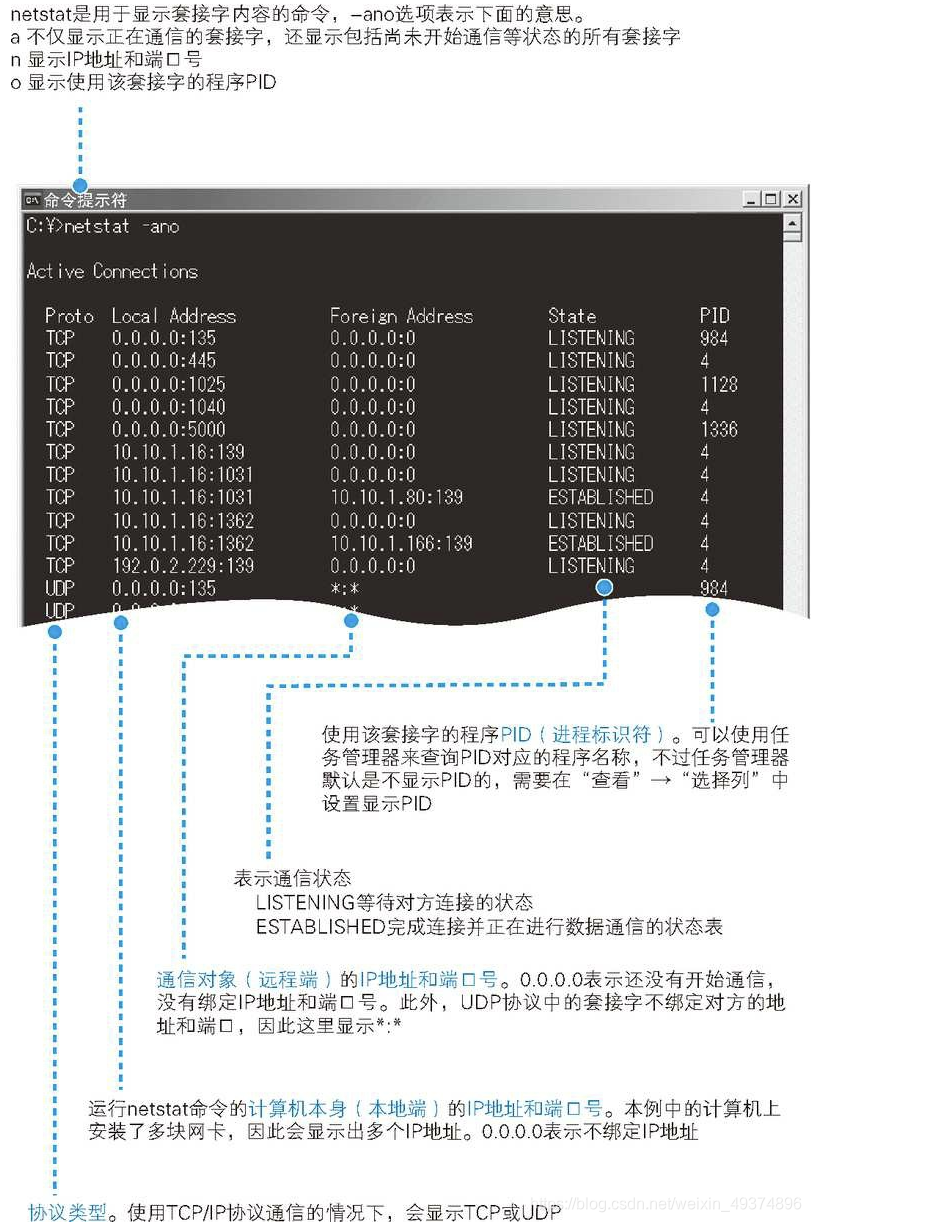 netstat是用于显示套接字内容的命令，–ano选项表示下面的意思。
a 不仅显示正在通信的套接字，还显示包括尚未开始通信等状态的所有套接字
n 显示IP地址和端口号
o 显示使用该套接字的程序PID
命令提示符
C:¥>netstat -ano
Active Connections
Proto Local Address Foreign Address State PID
TCP 0.0.0.0:135 0.0.0.0:0 LISTENING 984
TCP 0.0.0.0:445 0.0.0.0:0 LISTENING 4
TCP 0.0.0.0:1025 0.0.0.0:0 LISTENING 1128
TCP 0.0.0.0:1040 0.0.0.0:0 LISTENING 4
TCP 0.0.0.0:5000 0.0.0.0:0 LISTENING 1336
TCP 10.10.1.16:139 0.0.0.0:0 LISTENING 4
TCP 10.10.1.16:1031 0.0.0.0:0 LISTENING 4
TCP 10.10.1.16:1031 10.10.1.80:139 ESTABLISHED 4
TCP 10.10.1.16:1362 0.0.0.0:0 LISTENING 4
TCP 10.10.1.16:1362 10.10.1.166:139 ESTABLISHED 4
TCP 192.0.2.229:139 0.0.0.0:0 LISTENING 4
UDP 0.0.0.0:135 *:* 984
UDP
使用该套接字的程序PID（进程标识符）。可以使用任
务管理器来查询PID对应的程序名称，不过任务管理器
默认是不显示PID的，需要在“查看”→“选择列”中
设置显示PID
表示通信状态
LISTENING等待对方连接的状态
ESTABLISHED完成连接并正在进行数据通信的状态表
通信对象（远程端）的IP地址和端口号。0.0.0.0表示还没有开始通信，
没有绑定IP地址和端口号。此外，UDP协议中的套接字不绑定对方的地
址和端口，因此这里显示*:*
运行netstat命令的计算机本身（本地端）的IP地址和端口号。本例中的计算机上
安装了多块网卡，因此会显示出多个IP地址。0.0.0.0表示不绑定IP地址
https://blog.csdn.net/weixin_49374896
协议类型。使用TCP/IP协议通信的情况下，会显示TCP或UDP